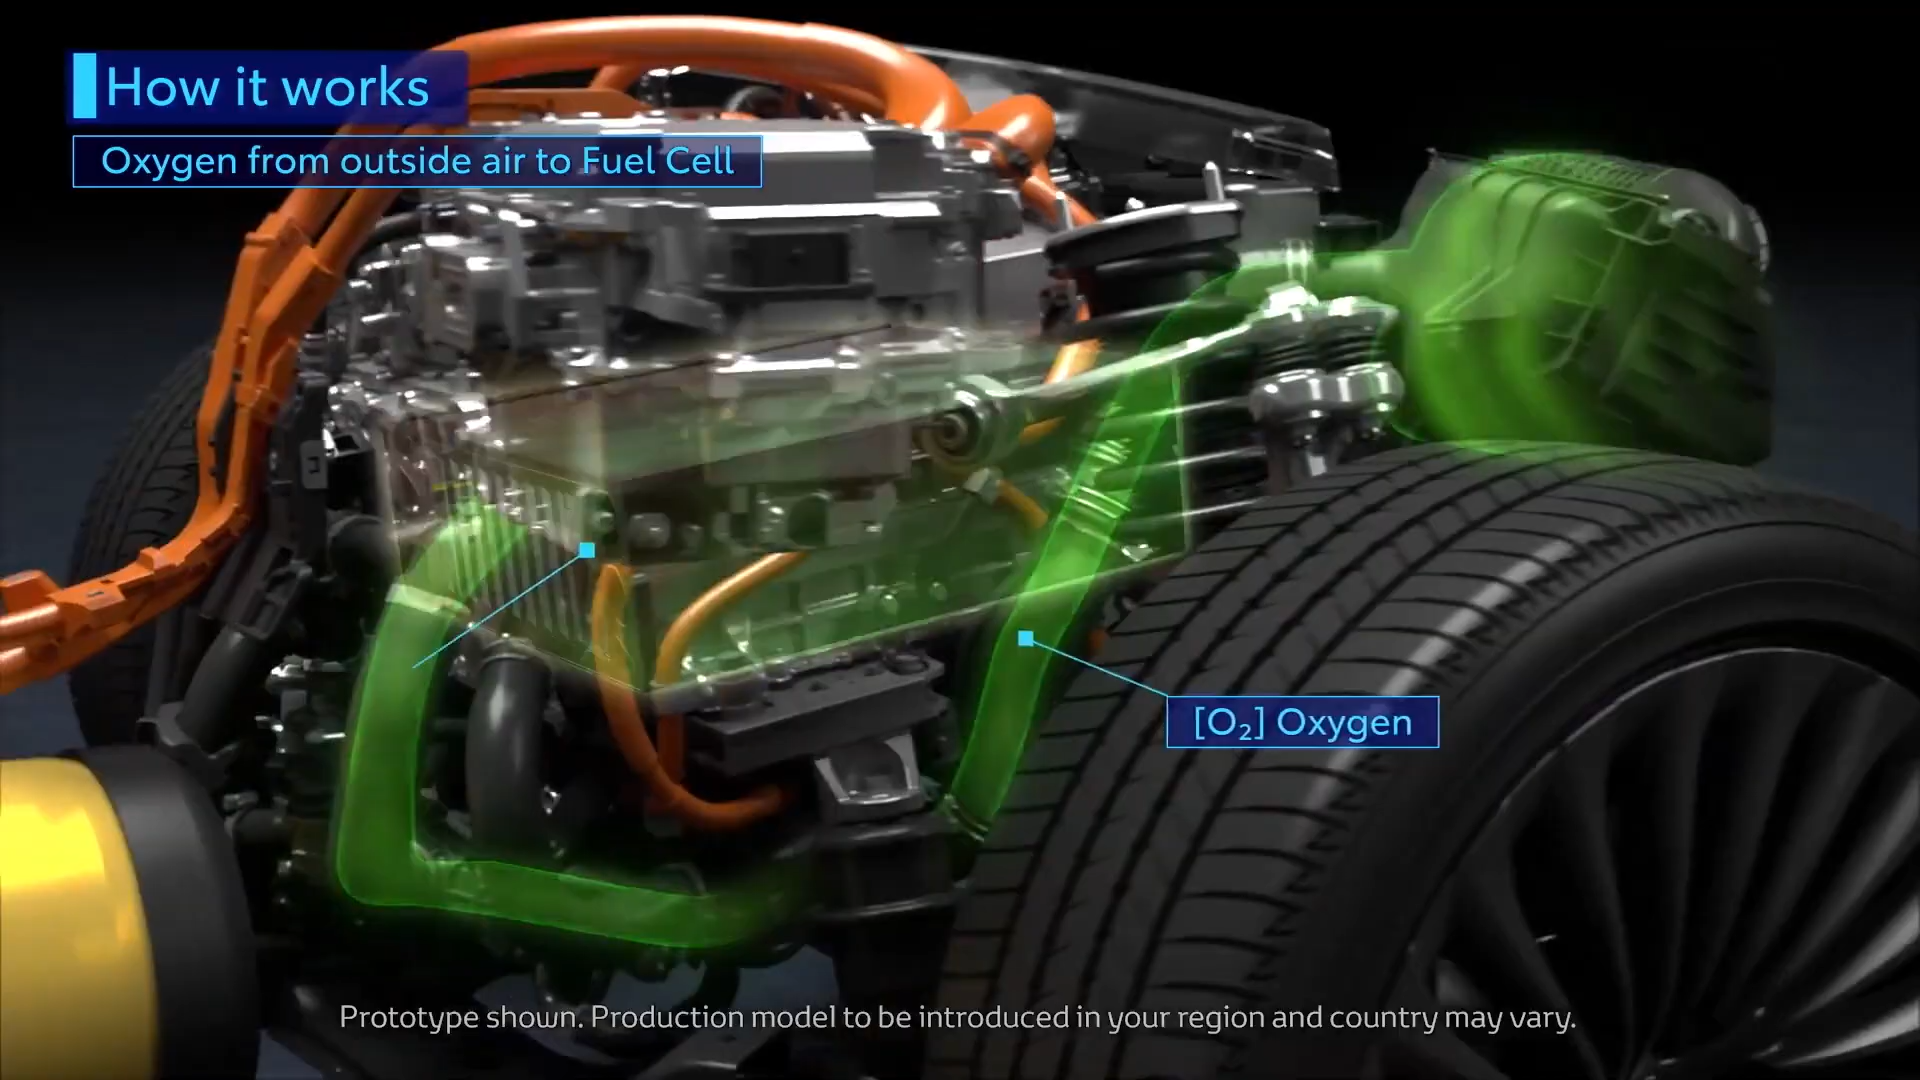 How it works
Oxygen from outside air to Fuel Cell
[O₂] Oxygen
Prototype shown. Production model to be introduced in your region and country may vary.